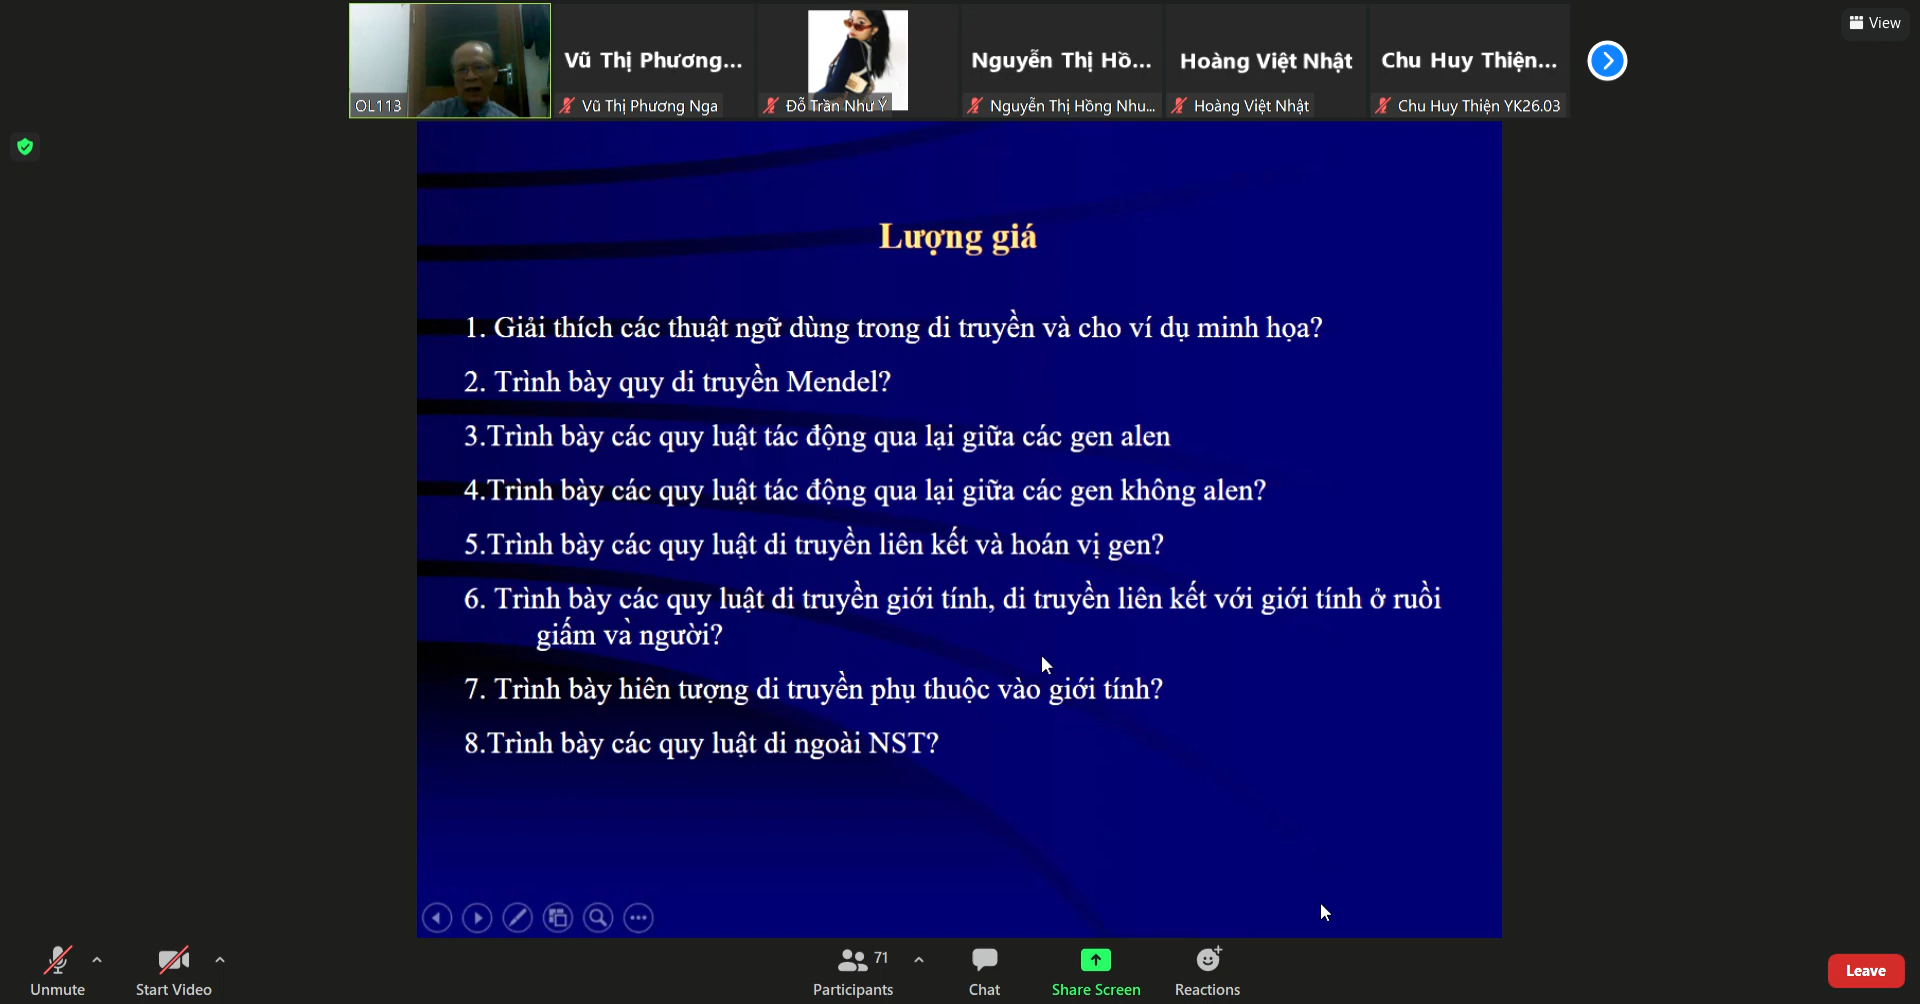 View
Vũ Thị Phương...
Nguyễn Thị Hồ...
Hoàng Việt Nhật
Chu Huy Thiện...
OL113
Vũ Thị Phương Nga
Đỗ Trần Như Ý
Nguyễn Thị Hồng Nhu...
Hoàng Việt Nhật
Chu Huy Thiện YK26.03
Lượng giá
1. Giải thích các thuật ngữ dùng trong di truyền và cho ví dụ minh họa?
2. Trình bày quy di truyền Mendel?
3.Trình bày các quy luật tác động qua lại giữa các gen alen
4.Trình bày các quy luật tác động qua lại giữa các gen không alen?
5.Trình bày các quy luật di truyền liên kết và hoán vị gen?
6. Trình bày các quy luật di truyền giới tính, di truyền liên kết với giới tính ở ruồi
giấm và người?
7. Trình bày hiên tượng di truyền phụ thuộc vào giới tính?
8.Trình bày các quy luật di ngoài NST?
71
Unmute
Start Video
Participants
Chat
Share Screen
Reactions
Leave